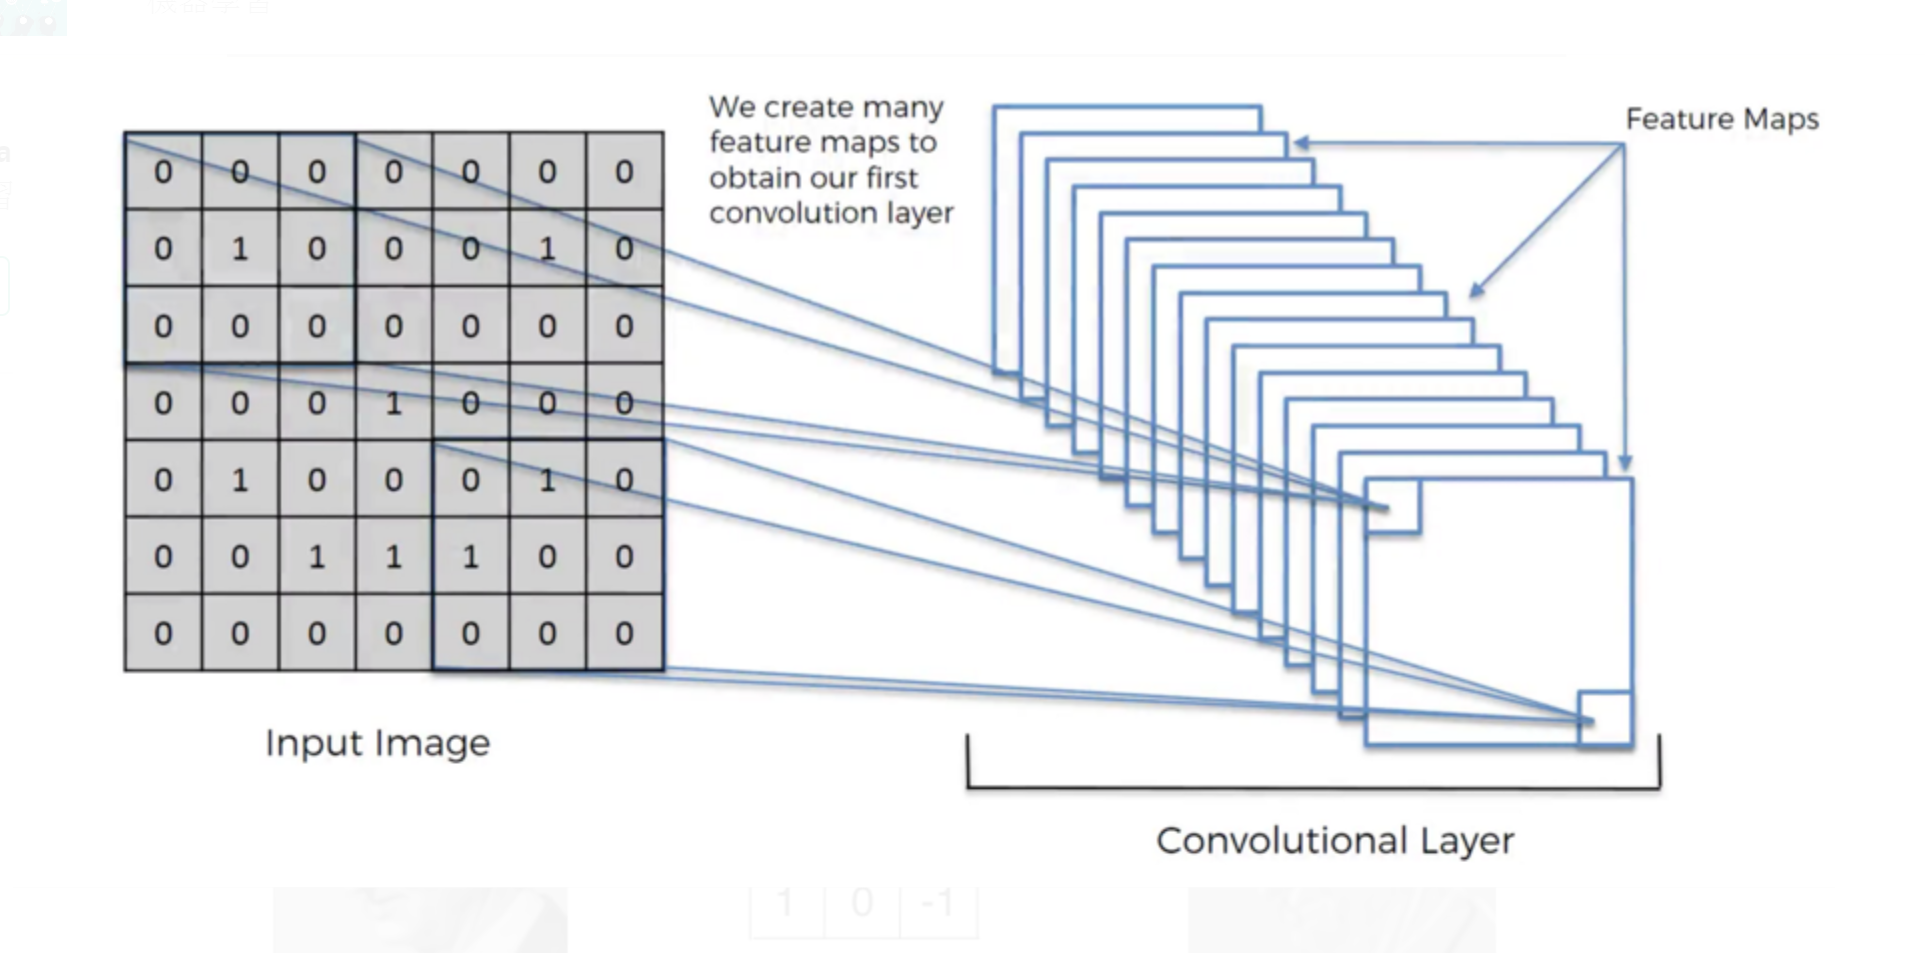 We create many
feature maps to
obtain our first
convolution layer
Feature Maps
0 0 0 0 0 0 0
0 1 0 0 0 1 0
0 0 0 0 0 0 0
0 0 0 1 0 0 0
0 1 0 0 0 1 0
0 0 1 1 1 0 0
0 0 0 0 0 0 0
Input Image
Convolutional Layer
1 0 -1